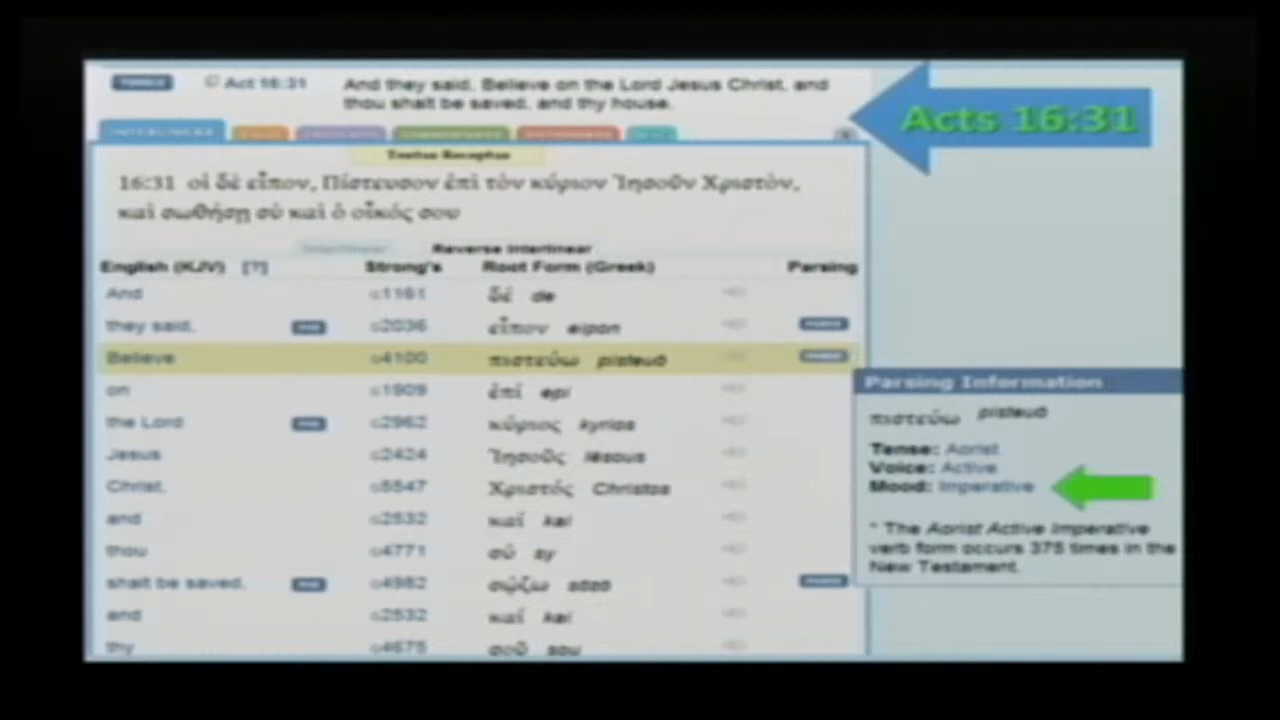 TOOLS Act 16:31 And they said, Believe on the Lord Jesus Christ, and
thou shalt be saved, and thy house.
Acts 16:31
INTERLINEAR
Textus Receptus
16:31 οἱ δὲ εἶπον, Πίστευσον ἐπὶ τὸν κύριον Ἰησοῦν Χριστὸν,
καὶ σωθήσῃ σὺ καὶ ὁ οἶκός σου
Interlinear Reverse Interlinear
English (KJV) [?] Strong's Root Form (Greek) Parsing
And G1161 δέ de
they said, G2036 εἶπον eipon
Believe G4100 πιστεύω pisteuō
on G1909 ἐπί epi
the Lord G2962 κύριος kyrios
Jesus G2424 Ἰησοῦς Iēsous
Christ, G5547 Χριστός Christos
and G2532 καί kai
thou G4771 σύ sy
shalt be saved, G4982 σῴζω sōzō
and G2532 καί kai
thy G4675 σοῦ sou
Parsing Information
πιστεύω pisteuō
Tense: Aorist
Voice: Active
Mood: Imperative
* The Aorist Active Imperative
verb form occurs 375 times in the
New Testament.